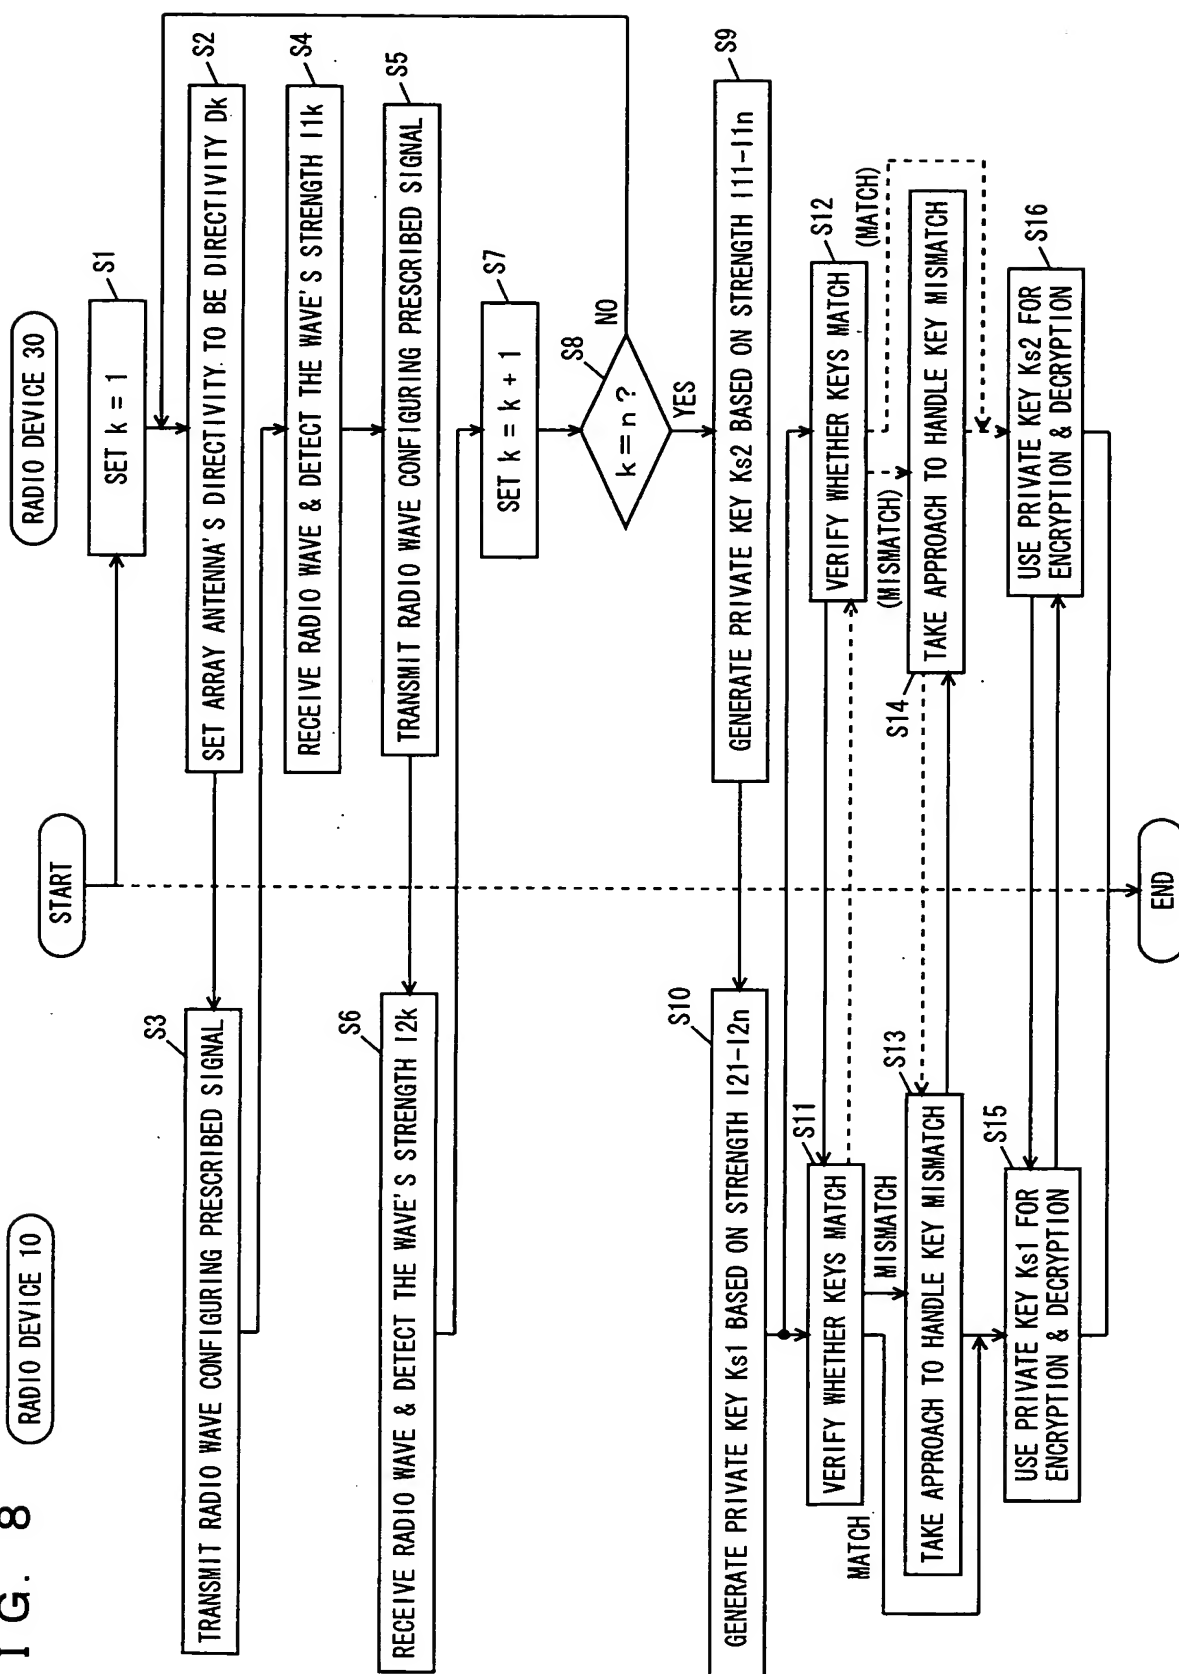 I G. 8
RADIO DEVICE 10
RADIO DEVICE 30
START
SET k = 1
S1
SET ARRAY ANTENNA'S DIRECTIVITY. TO BE DIRECTIVITY Dk
S2
S3
TRANSMIT RADIO WAVE CONFIGURING PRESCRIBED SIGNAL
RECEIVE RADIO WAVE & DETECT THE WAVE'S STRENGTH I1k
S4
TRANSMIT RADIO WAVE CONFIGURING PRESCRIBED SIGNAL
S5
S6
RECEIVE RADIO WAVE & DETECT THE WAVE'S STRENGTH I2k
SET k = k + 1
S7
k = n ?
S8
NO
YES
GENERATE PRIVATE KEY Ks2 BASED ON STRENGTH I11-I1n
S9
S10
GENERATE PRIVATE KEY Ks1 BASED ON STRENGTH I21-I2n
S11
VERIFY WHETHER KEYS MATCH
VERIFY WHETHER KEYS MATCH
S12
MATCH
MISMATCH
(MISMATCH)
(MATCH)
S13
TAKE APPROACH TO HANDLE KEY MISMATCH
S14
TAKE APPROACH TO HANDLE KEY MISMATCH
S15
USE PRIVATE KEY Ks1 FOR
ENCRYPTION & DECRYPTION
S16
USE PRIVATE KEY Ks2 FOR
ENCRYPTION & DECRYPTION
END